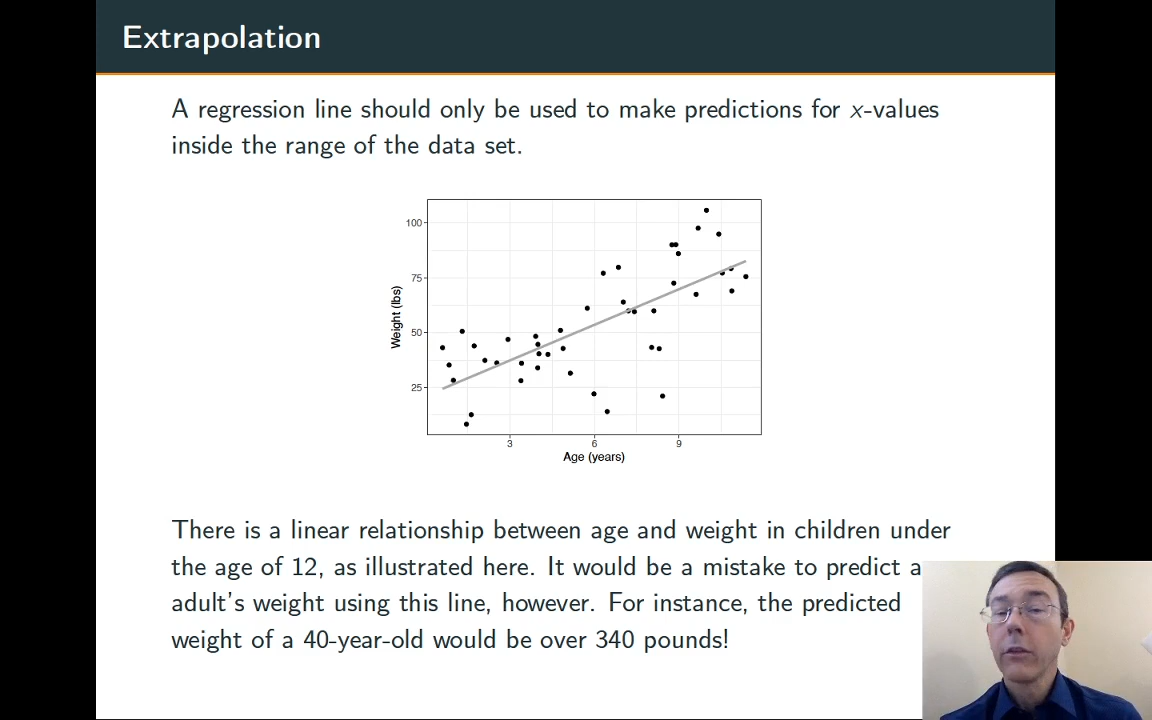 Extrapolation
A regression line should only be used to make predictions for x-values
inside the range of the data set.
100
75
50
25
Weight (lbs)
3 6 9
Age (years)
There is a linear relationship between age and weight in children under
the age of 12, as illustrated here. It would be a mistake to predict a
adult's weight using this line, however. For instance, the predicted
weight of a 40-year-old would be over 340 pounds!